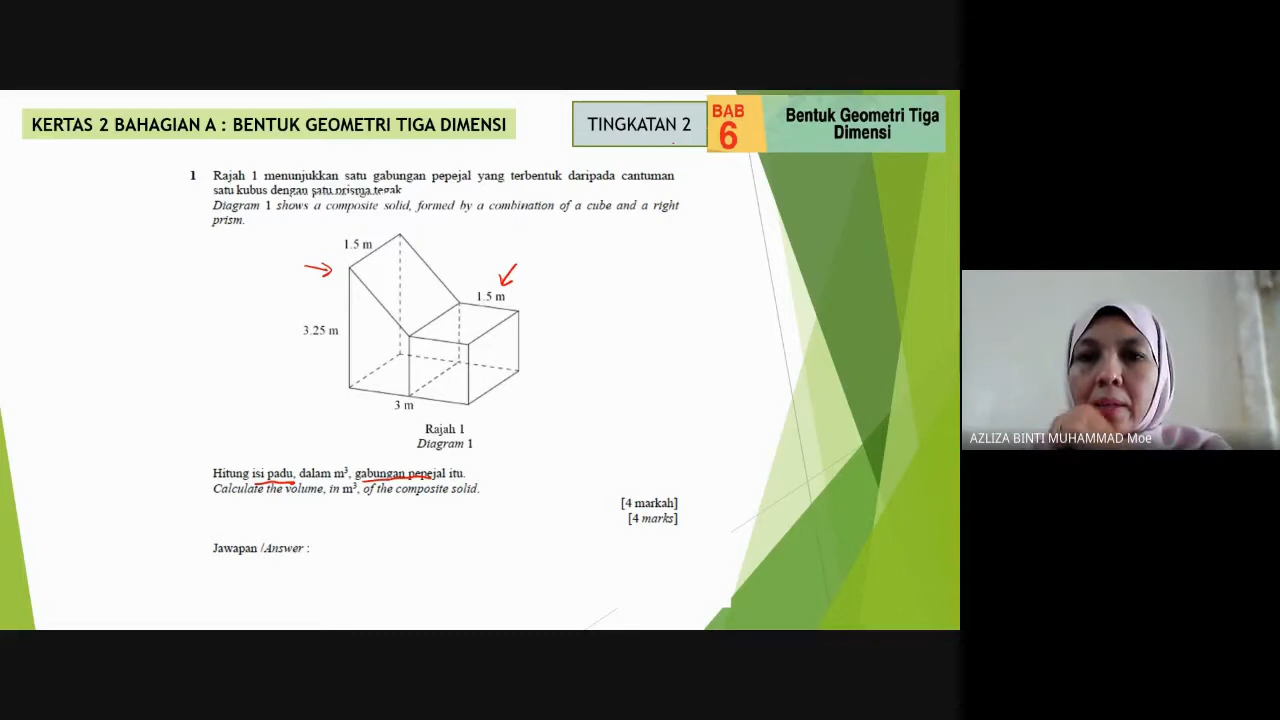 KERTAS 2 BAHAGIAN A : BENTUK GEOMETRI TIGA DIMENSI
TINGKATAN 2
BAB
6
Bentuk Geometri Tiga
Dimensi
1 Rajah 1 menunjukkan satu gabungan pepejal yang terbentuk daripada cantuman
satu kubus dengan satu prisma tegak
Diagram 1 shows a composite solid, formed by a combination of a cube and a right
prism.
1.5 m
1.5 m
3.25 m
3 m
Rajah 1
Diagram 1
Hitung isi padu, dalam m³, gabungan pepejal itu.
Calculate the volume, in m³, of the composite solid.
[4 markah]
[4 marks]
Jawapan /Answer :
AZLIZA BINTI MUHAMMAD Moe